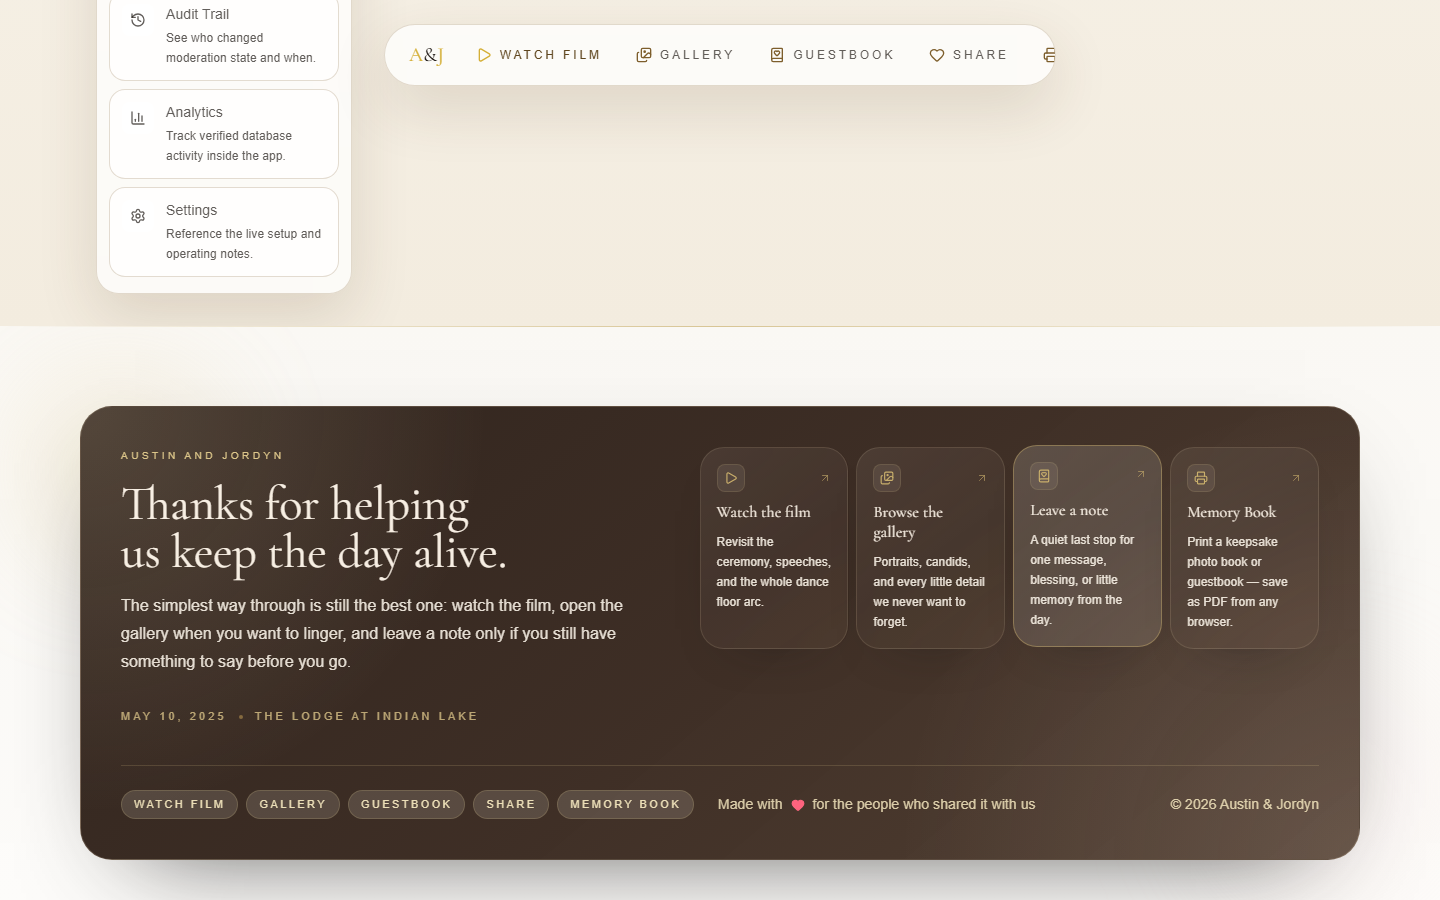 Audit Trail
See who changed
moderation state and when.
Analytics
Track verified database
activity inside the app.
Settings
Reference the live setup and
operating notes.
A&J
WATCH FILM
GALLERY
GUESTBOOK
SHARE
AUSTIN AND JORDYN
Thanks for helping
us keep the day alive.
The simplest way through is still the best one: watch the film, open the
gallery when you want to linger, and leave a note only if you still have
something to say before you go.
MAY 10, 2025 • THE LODGE AT INDIAN LAKE
Watch the film
Revisit the
ceremony, speeches,
and the whole dance
floor arc.
Browse the
gallery
Portraits, candids,
and every little detail
we never want to
forget.
Leave a note
A quiet last stop for
one message,
blessing, or little
memory from the
day.
Memory Book
Print a keepsake
photo book or
guestbook — save
as PDF from any
browser.
WATCH FILM
GALLERY
GUESTBOOK
SHARE
MEMORY BOOK
Made with ♥ for the people who shared it with us
© 2026 Austin & Jordyn